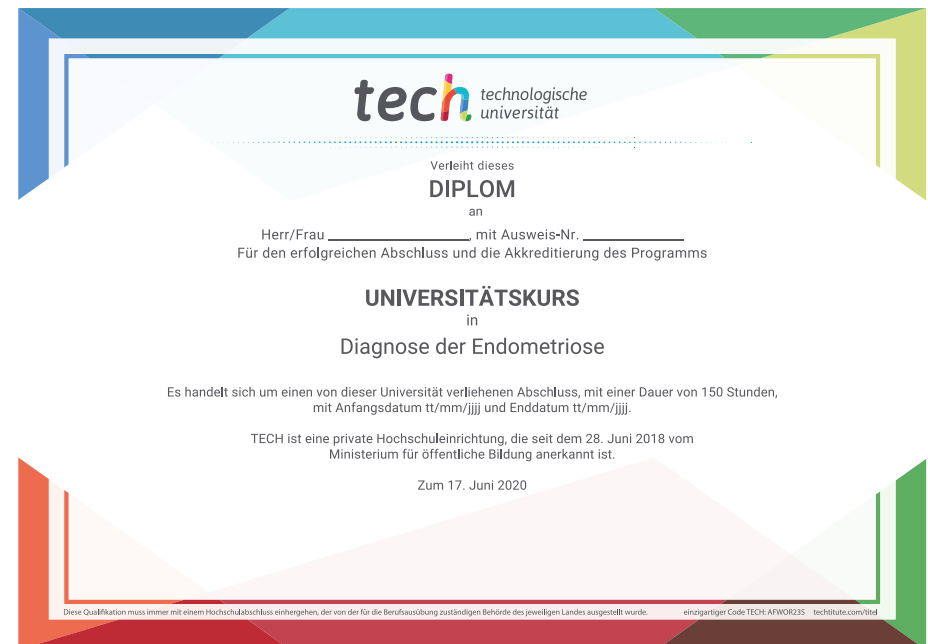 tech technologische
universität
Verleiht dieses
DIPLOM
an
Herr/Frau ____________________, mit Ausweis-Nr. ______________
Für den erfolgreichen Abschluss und die Akkreditierung des Programms
UNIVERSITÄTSKURS
in
Diagnose der Endometriose
Es handelt sich um einen von dieser Universität verliehenen Abschluss, mit einer Dauer von 150 Stunden,
mit Anfangsdatum tt/mm/jjjj und Enddatum tt/mm/jjjj.
TECH ist eine private Hochschuleinrichtung, die seit dem 28. Juni 2018 vom
Ministerium für öffentliche Bildung anerkannt ist.
Zum 17. Juni 2020
Diese Qualifikation muss immer mit einem Hochschulabschluss einhergehen, der von der für die Berufsausübung zuständigen Behörde des jeweiligen Landes ausgestellt wurde. einzigartiger Code TECH: AFWOR23S techtitute.com/titel